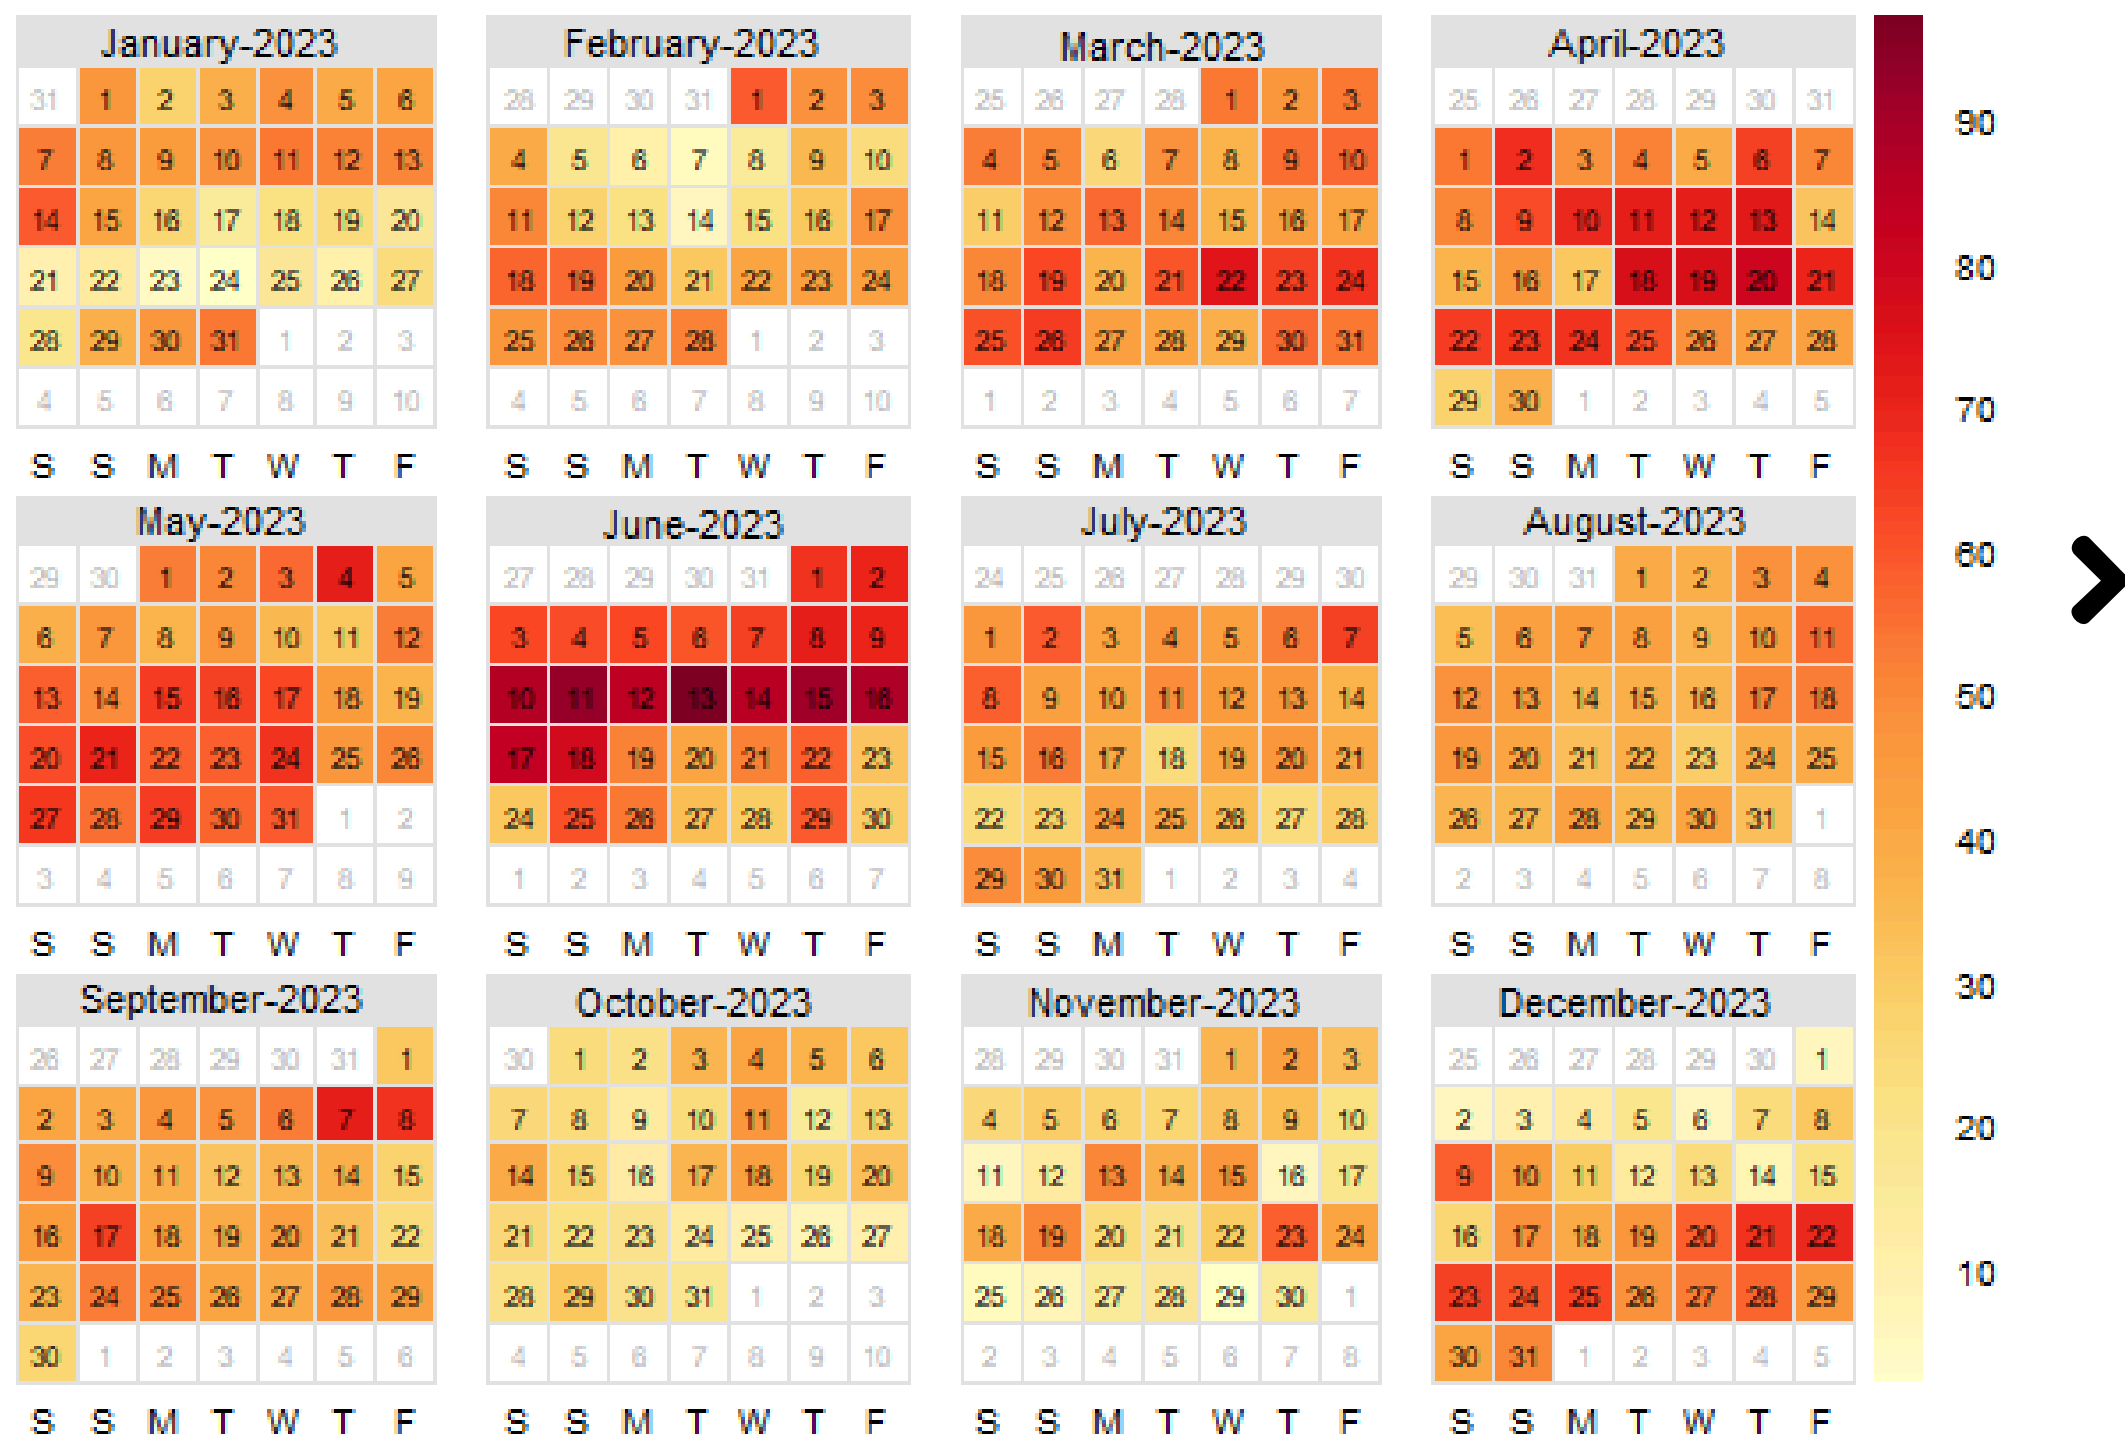 January-2023 February-2023 March-2023 April-2023
31 1 2 3 4 5 6 28 29 30 31 1 2 3 25 26 27 28 1 2 3 25 26 27 28 29 30 31
7 8 9 10 11 12 13 4 5 6 7 8 9 10 4 5 6 7 8 9 10 1 2 3 4 5 6 7
14 15 16 17 18 19 20 11 12 13 14 15 16 17 11 12 13 14 15 16 17 8 9 10 11 12 13 14
21 22 23 24 25 26 27 18 19 20 21 22 23 24 18 19 20 21 22 23 24 15 16 17 18 19 20 21
28 29 30 31 1 2 3 25 26 27 28 1 2 3 25 26 27 28 29 30 31 22 23 24 25 26 27 28
4 5 6 7 8 9 10 4 5 6 7 8 9 10 1 2 3 4 5 6 7 29 30 1 2 3 4 5
S S M T W T F S S M T W T F S S M T W T F S S M T W T F
May-2023 June-2023 July-2023 August-2023
29 30 1 2 3 4 5 27 28 29 30 31 1 2 24 25 26 27 28 29 30 29 30 31 1 2 3 4
6 7 8 9 10 11 12 3 4 5 6 7 8 9 1 2 3 4 5 6 7 5 6 7 8 9 10 11
13 14 15 16 17 18 19 10 11 12 13 14 15 16 8 9 10 11 12 13 14 12 13 14 15 16 17 18
20 21 22 23 24 25 26 17 18 19 20 21 22 23 15 16 17 18 19 20 21 19 20 21 22 23 24 25
27 28 29 30 31 1 2 24 25 26 27 28 29 30 22 23 24 25 26 27 28 26 27 28 29 30 31 1
3 4 5 6 7 8 9 1 2 3 4 5 6 7 29 30 31 1 2 3 4 2 3 4 5 6 7 8
S S M T W T F S S M T W T F S S M T W T F S S M T W T F
September-2023 October-2023 November-2023 December-2023
26 27 28 29 30 31 1 30 1 2 3 4 5 6 28 29 30 31 1 2 3 25 26 27 28 29 30 1
2 3 4 5 6 7 8 7 8 9 10 11 12 13 4 5 6 7 8 9 10 2 3 4 5 6 7 8
9 10 11 12 13 14 15 14 15 16 17 18 19 20 11 12 13 14 15 16 17 9 10 11 12 13 14 15
16 17 18 19 20 21 22 21 22 23 24 25 26 27 18 19 20 21 22 23 24 16 17 18 19 20 21 22
23 24 25 26 27 28 29 28 29 30 31 1 2 3 25 26 27 28 29 30 1 23 24 25 26 27 28 29
30 1 2 3 4 5 6 4 5 6 7 8 9 10 2 3 4 5 6 7 8 30 31 1 2 3 4 5
S S M T W T F S S M T W T F S S M T W T F S S M T W T F
90
80
70
60
50
40
30
20
10